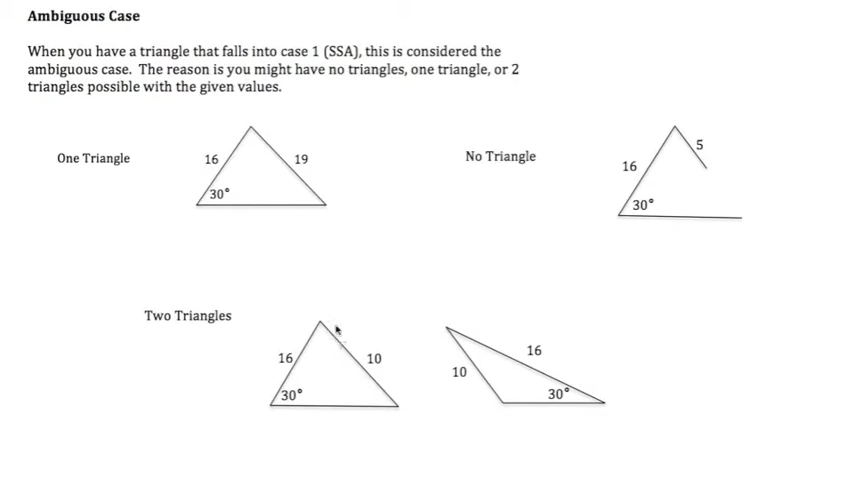 Ambiguous Case
When you have a triangle that falls into case 1 (SSA), this is considered the
ambiguous case.  The reason is you might have no triangles, one triangle, or 2
triangles possible with the given values.
One Triangle
16
19
30°
No Triangle
5
16
30°
Two Triangles
16
10
30°
16
10
30°